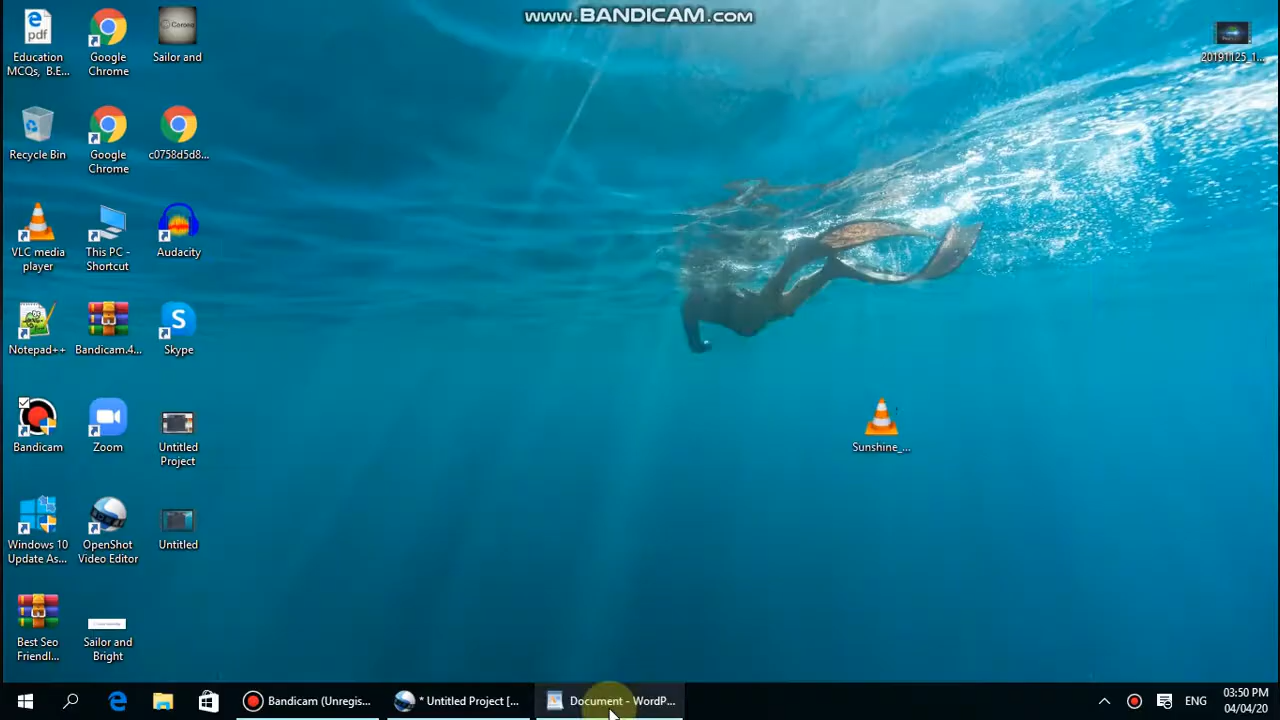 www.BANDICAM.com
Education
MCQs, B.E...
Google
Chrome
Sailor and
20191125_1...
Recycle Bin
Google
Chrome
c0758d5d8...
VLC media
player
This PC -
Shortcut
Audacity
Notepad++
Bandicam.4...
Skype
Bandicam
Zoom
Untitled
Project
Sunshine_...
Windows 10
Update As...
OpenShot
Video Editor
Untitled
Best Seo
Friendl...
Sailor and
Bright
Bandicam (Unregis...
* Untitled Project [...
Document - WordP...
ENG
03:50 PM
04/04/20